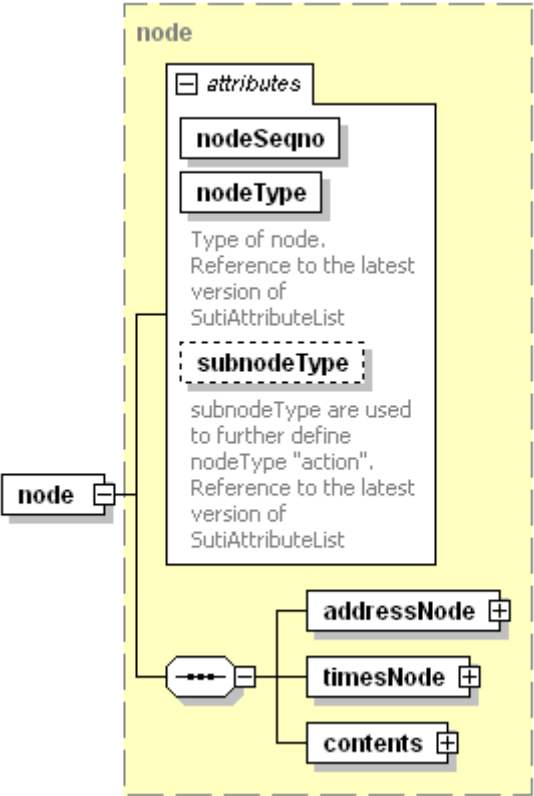 node
attributes
nodeSeqno
nodeType
Type of node.
Reference to the latest
version of
SutiAttributeList
subnodeType
subnodeType are used
to further define
nodeType "action".
Reference to the latest
version of
SutiAttributeList
node
addressNode
timesNode
contents